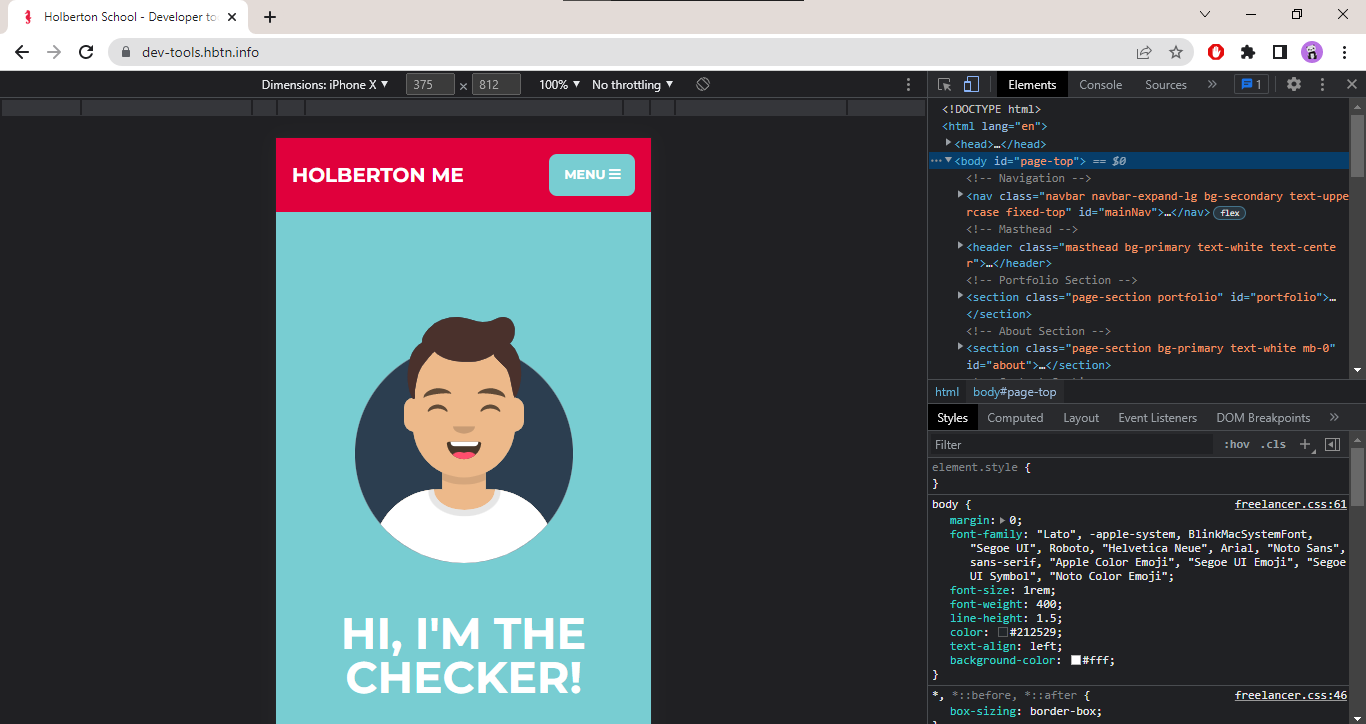 Holberton School - Developer to
dev-tools.hbtn.info
Dimensions: iPhone X ▼ 375 × 812 100% ▼ No throttling ▼
Elements Console Sources » 1
HOLBERTON ME
MENU
HI, I'M THE
CHECKER!
<!DOCTYPE html>
<html lang="en">
<head>…</head>
··· <body id="page-top"> == $0
<!-- Navigation -->
<nav class="navbar navbar-expand-lg bg-secondary text-uppe
rcase fixed-top" id="mainNav">…</nav> flex
<!-- Masthead -->
<header class="masthead bg-primary text-white text-cente
r">…</header>
<!-- Portfolio Section -->
<section class="page-section portfolio" id="portfolio">…
</section>
<!-- About Section -->
<section class="page-section bg-primary text-white mb-0"
id="about">…</section>
html body#page-top
Styles Computed Layout Event Listeners DOM Breakpoints »
Filter :hov .cls +
element.style {
}
body { freelancer.css:61
margin: 0;
font-family: "Lato", -apple-system, BlinkMacSystemFont,
"Segoe UI", Roboto, "Helvetica Neue", Arial, "Noto Sans",
sans-serif, "Apple Color Emoji", "Segoe UI Emoji", "Segoe
UI Symbol", "Noto Color Emoji";
font-size: 1rem;
font-weight: 400;
line-height: 1.5;
color: #212529;
text-align: left;
background-color: #fff;
}
*, *::before, *::after { freelancer.css:46
box-sizing: border-box;